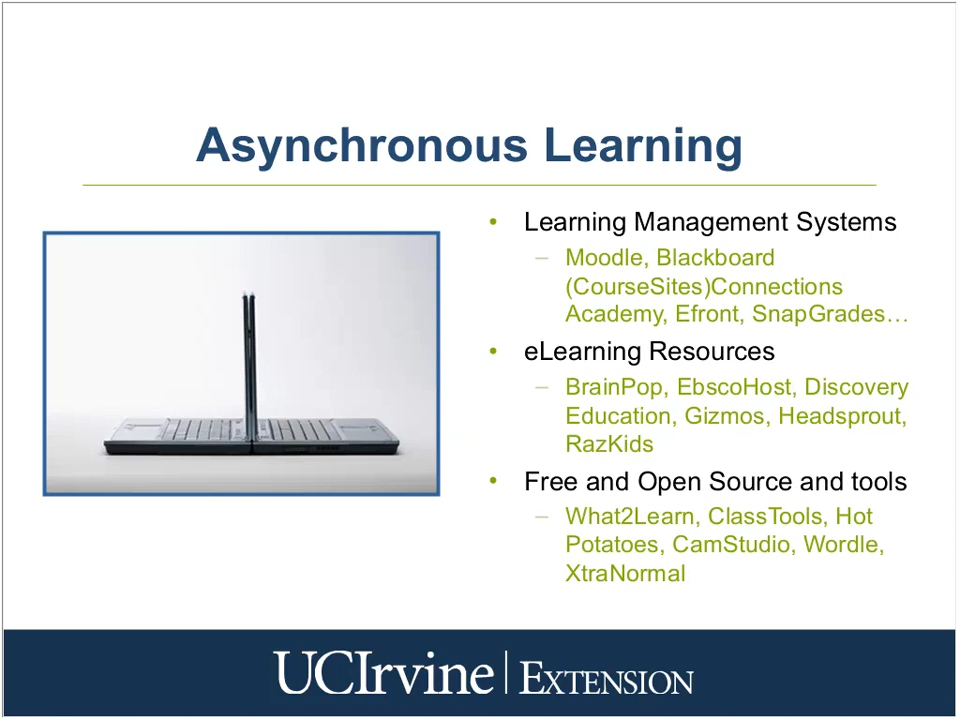 Asynchronous Learning
• Learning Management Systems
– Moodle, Blackboard
(CourseSites)Connections
Academy, Efront, SnapGrades…
• eLearning Resources
– BrainPop, EbscoHost, Discovery
Education, Gizmos, Headsprout,
RazKids
• Free and Open Source and tools
– What2Learn, ClassTools, Hot
Potatoes, CamStudio, Wordle,
XtraNormal
UCIrvine | EXTENSION